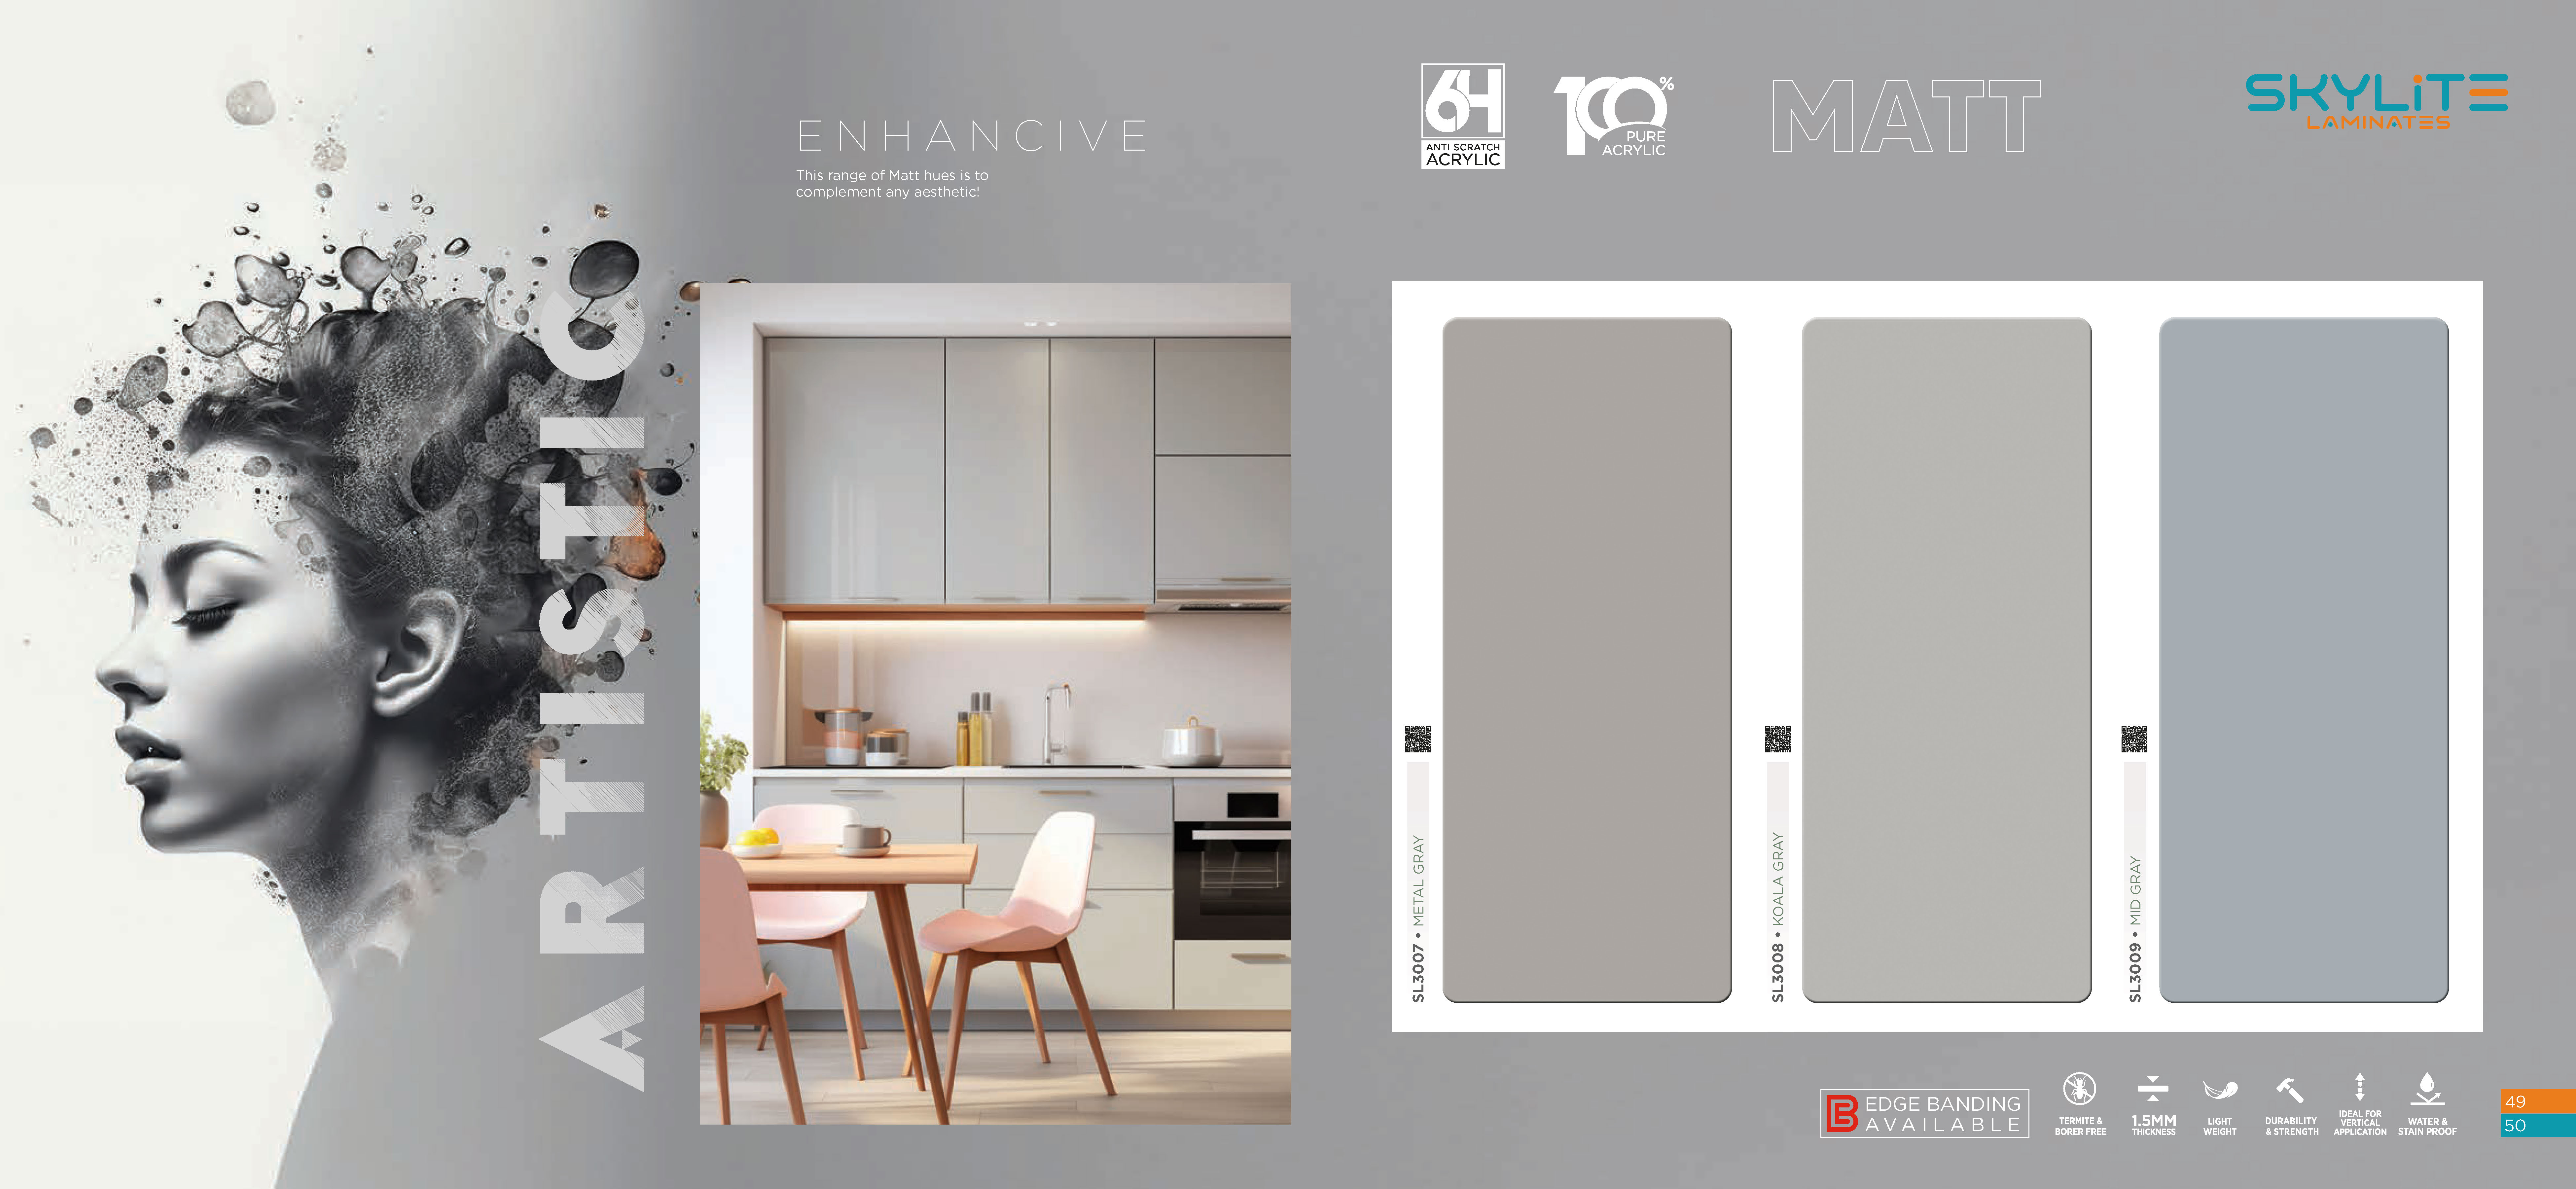 ARTISTIC
ENHANCIVE
This range of Matt hues is to
complement any aesthetic!
6H
ANTI SCRATCH
ACRYLIC
100%
PURE
ACRYLIC
MATT
SKYLiTE
LAMINATES
SL3007 • METAL GRAY
SL3008 • KOALA GRAY
SL3009 • MID GRAY
EDGE BANDING
AVAILABLE
TERMITE &
BORER FREE
1.5MM
THICKNESS
LIGHT
WEIGHT
DURABILITY
& STRENGTH
IDEAL FOR
VERTICAL
APPLICATION
WATER &
STAIN PROOF
49
50